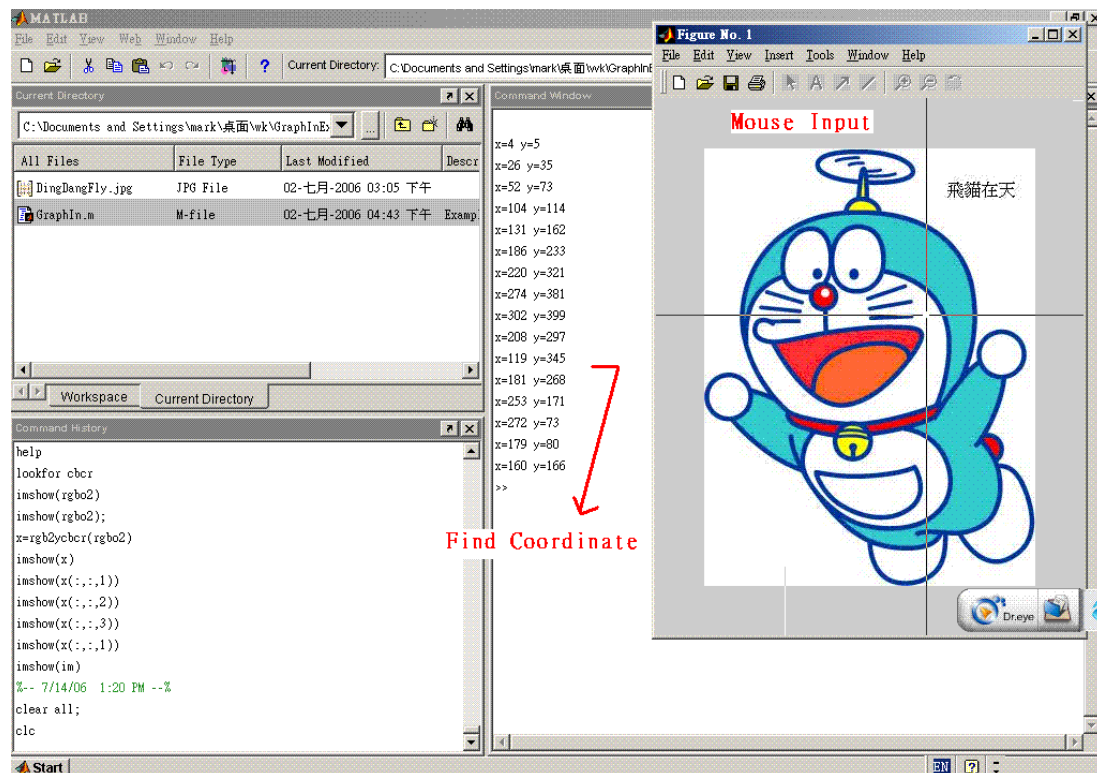 MATLAB
File Edit View Web Window Help
Current Directory: C:\Documents and Settings\mark\桌面\wk\GraphInE
Current Directory
C:\Documents and Settings\mark\桌面\wk\GraphInEx
...
All Files File Type Last Modified Descr
DingDangFly.jpg JPG File 02-七月-2006 03:05 下午
GraphIn.m M-file 02-七月-2006 04:43 下午 Examp
Workspace Current Directory
Command History
help
lookfor cbcr
imshow(rgbo2)
imshow(rgbo2);
x=rgb2ycbcr(rgbo2)
imshow(x)
imshow(x(:,:,1))
imshow(x(:,:,2))
imshow(x(:,:,3))
imshow(x(:,:,1))
imshow(im)
%-- 7/14/06 1:20 PM --%
clear all;
clc
Command Window
x=4 y=5
x=26 y=35
x=52 y=73
x=104 y=114
x=131 y=162
x=186 y=233
x=220 y=321
x=274 y=381
x=302 y=399
x=208 y=297
x=119 y=345
x=181 y=268
x=253 y=171
x=272 y=73
x=179 y=80
x=160 y=166
>>
Find Coordinate
Figure No. 1
File Edit View Insert Tools Window Help
Mouse Input
飛貓在天
Dr.eye
Start
EN